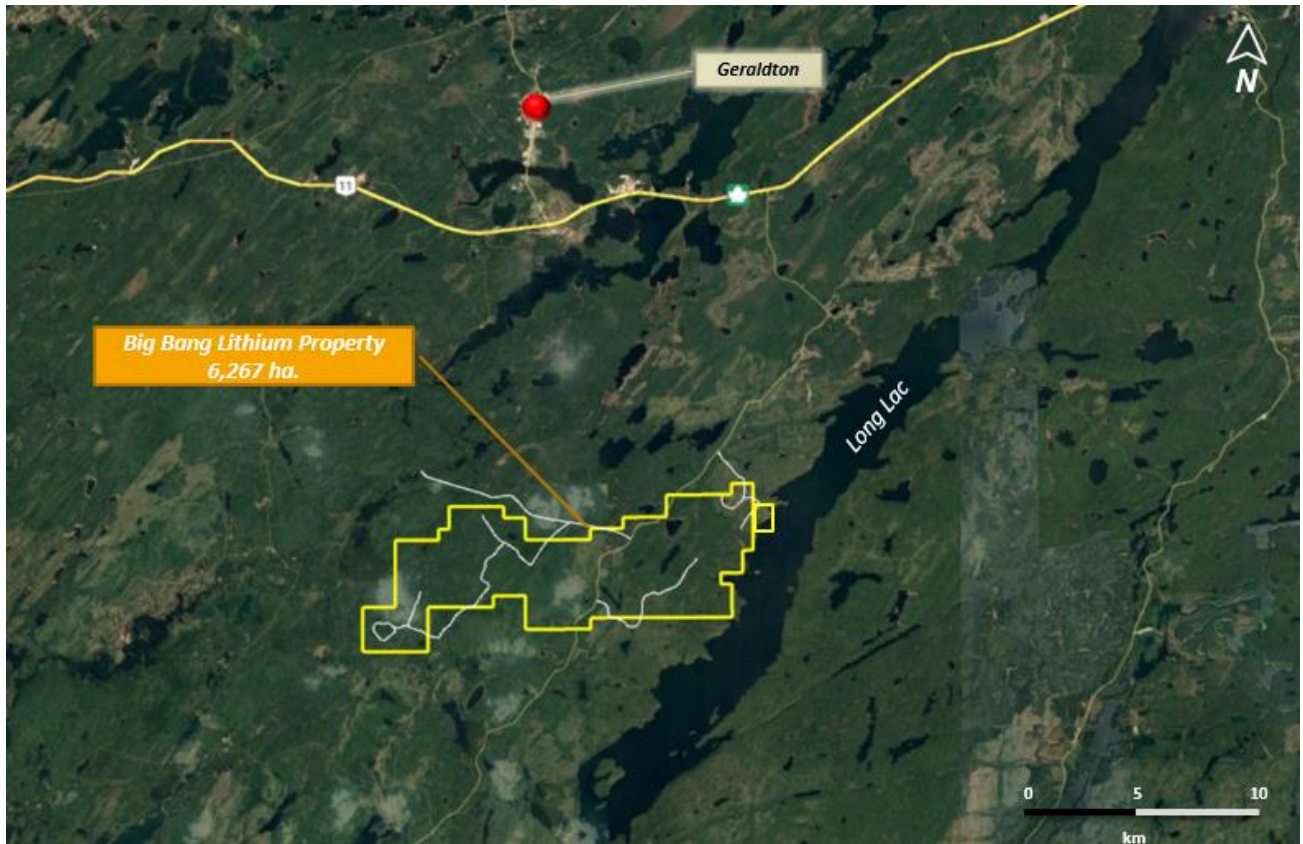 Geraldton
N
11
Big Bang Lithium Property
6,267 ha.
Long Lac
0 5 10
km